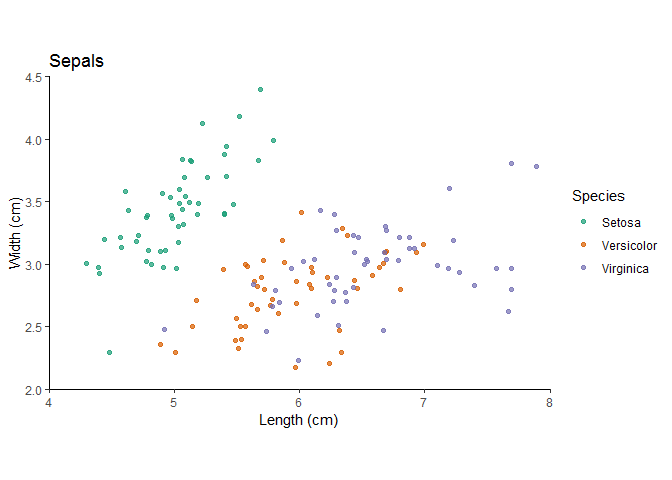 Sepals
4.5
4.0
3.5
3.0
2.5
2.0
Width (cm)
4 5 6 7 8
Length (cm)
Species
Setosa
Versicolor
Virginica